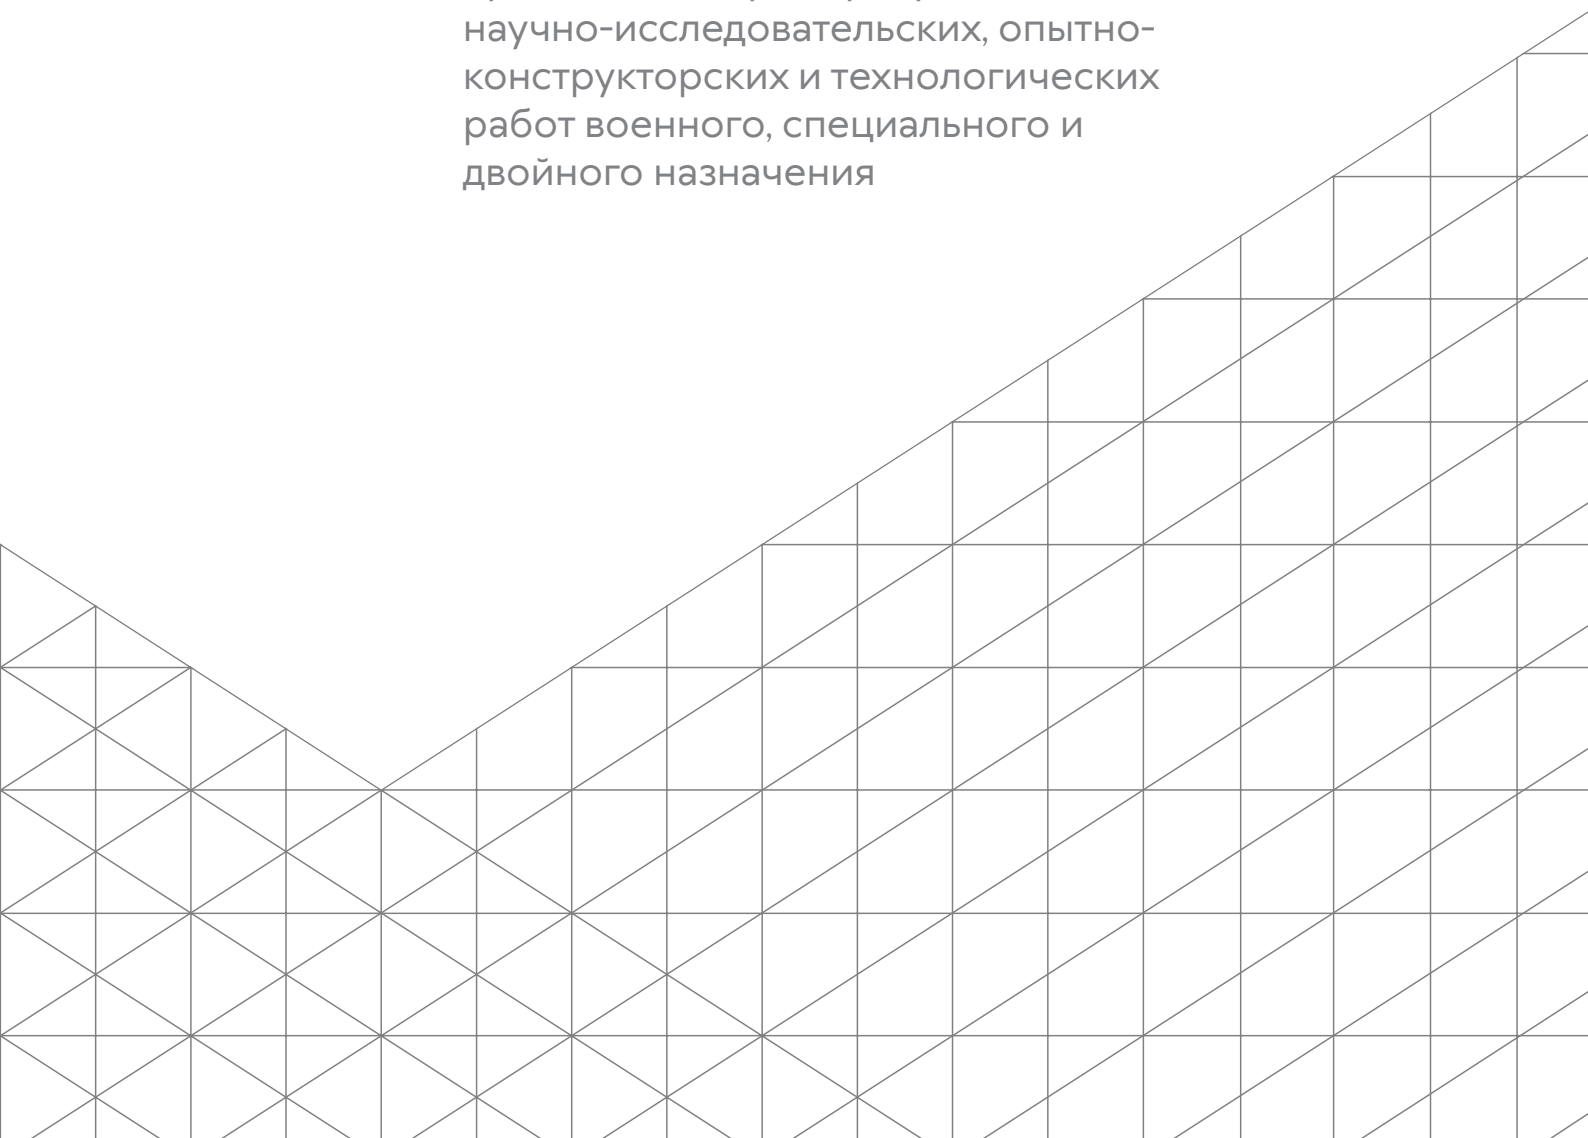 научно-исследовательских, опытно-
конструкторских и технологических
работ военного, специального и
двойного назначения